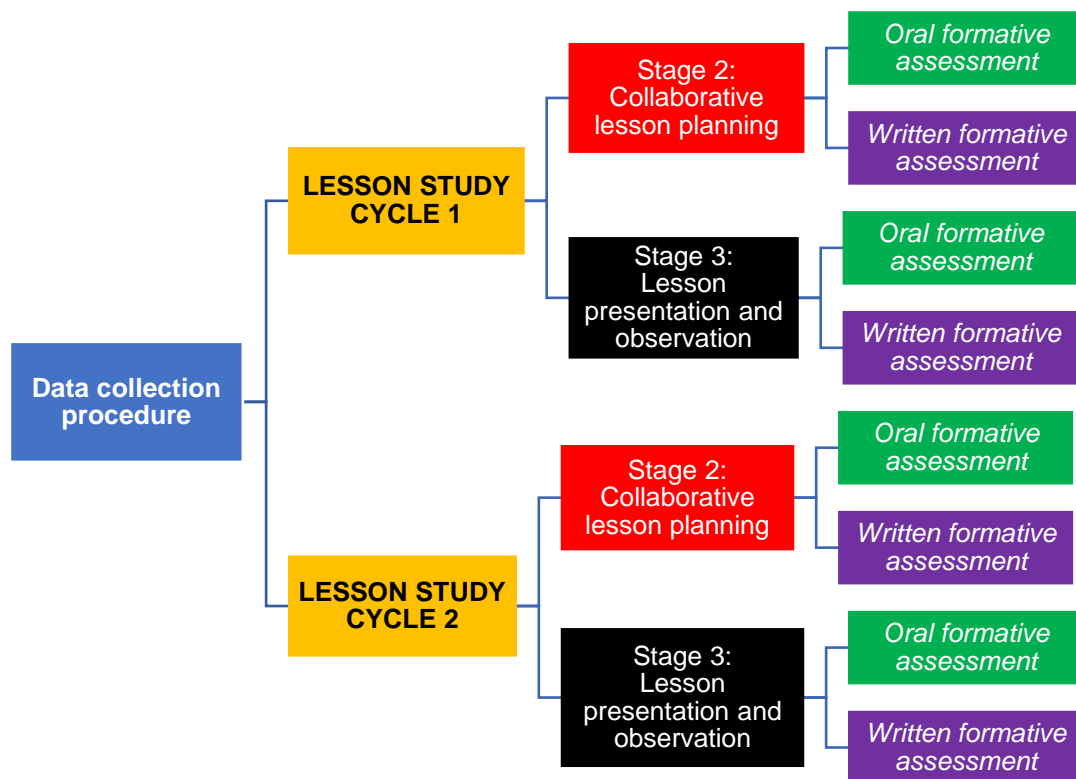 Data collection
procedure
LESSON STUDY
CYCLE 1
Stage 2:
Collaborative
lesson planning
Oral formative
assessment
Written formative
assessment
Stage 3:
Lesson
presentation and
observation
Oral formative
assessment
Written formative
assessment
LESSON STUDY
CYCLE 2
Stage 2:
Collaborative
lesson planning
Oral formative
assessment
Written formative
assessment
Stage 3:
Lesson
presentation and
observation
Oral formative
assessment
Written formative
assessment